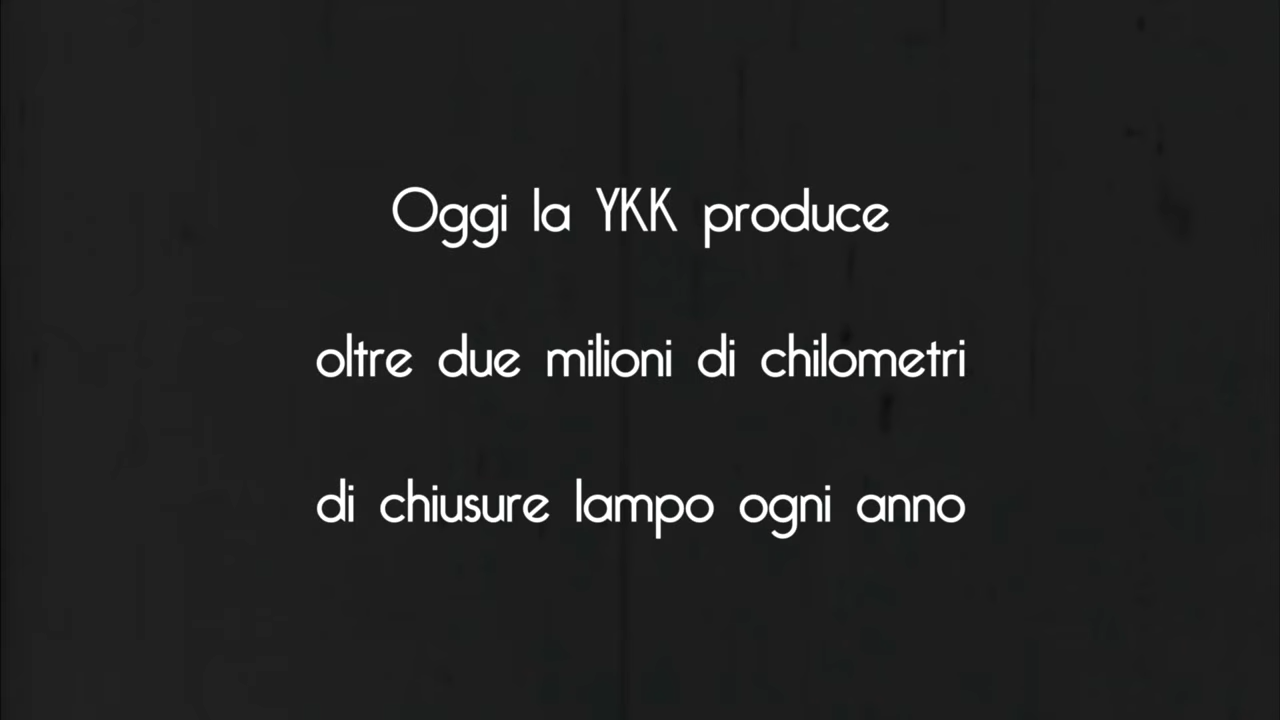 Oggi la YKK produce
oltre due milioni di chilometri
di chiusure lampo ogni anno